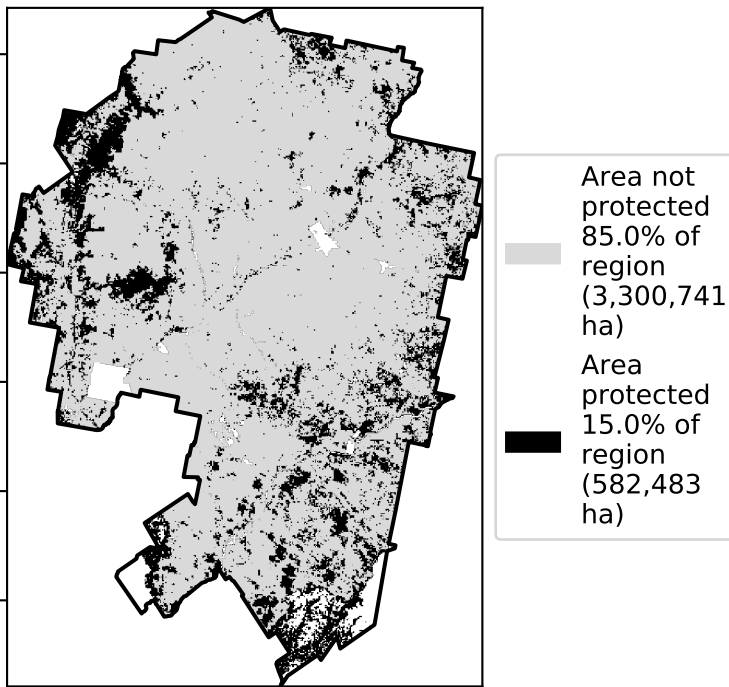 Area not
protected
85.0% of
region
(3,300,741
ha)
Area
protected
15.0% of
region
(582,483
ha)